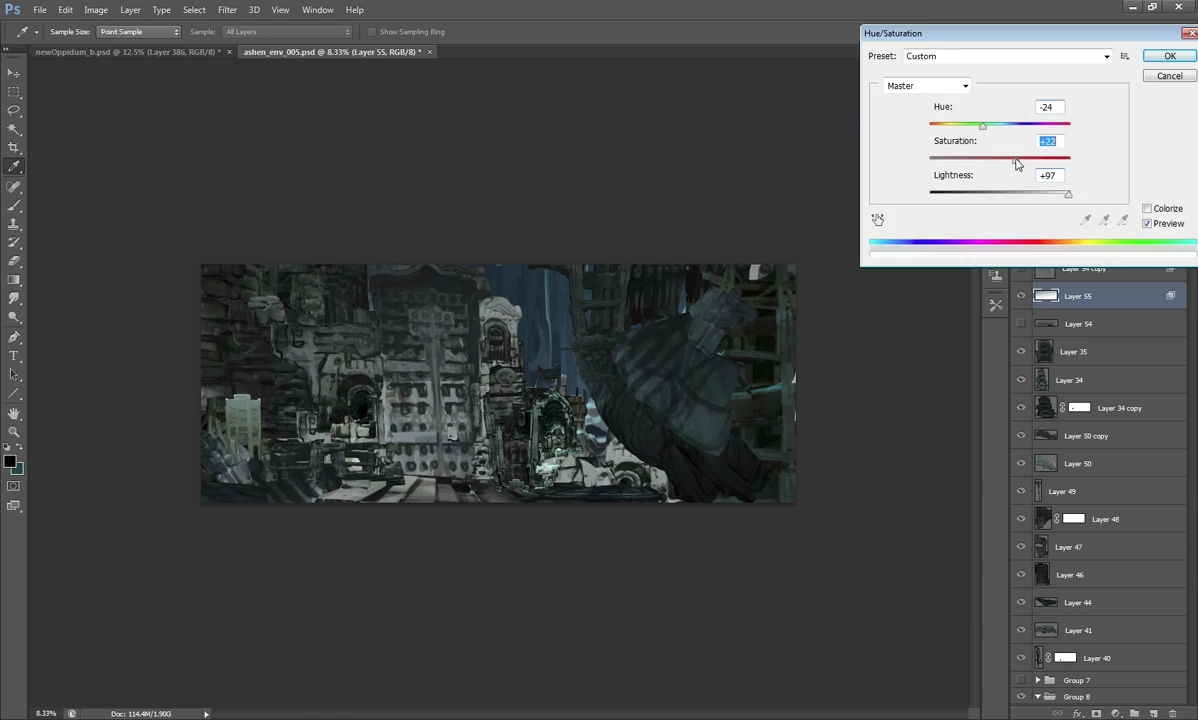 Ps File Edit Image Layer Type Select Filter 3D View Window Help
Sample Size: Point Sample Sample: All Layers Show Sampling Ring
newOppidum_b.psd @ 12.5% (Layer 386, RGB/8) * × ashen_env_005.psd @ 8.33% (Layer 55, RGB/8) * ×
Hue/Saturation
Preset: Custom
OK
Cancel
Master
Hue: -24
Saturation: +22
Lightness: +97
Colorize
Preview
Layer 54 copy
Layer 55
Layer 54
Layer 35
Layer 34
Layer 34 copy
Layer 50 copy
Layer 50
Layer 49
Layer 48
Layer 47
Layer 46
Layer 44
Layer 41
Layer 40
Group 7
Group 8
8.33% Doc: 114.4M/1.90G